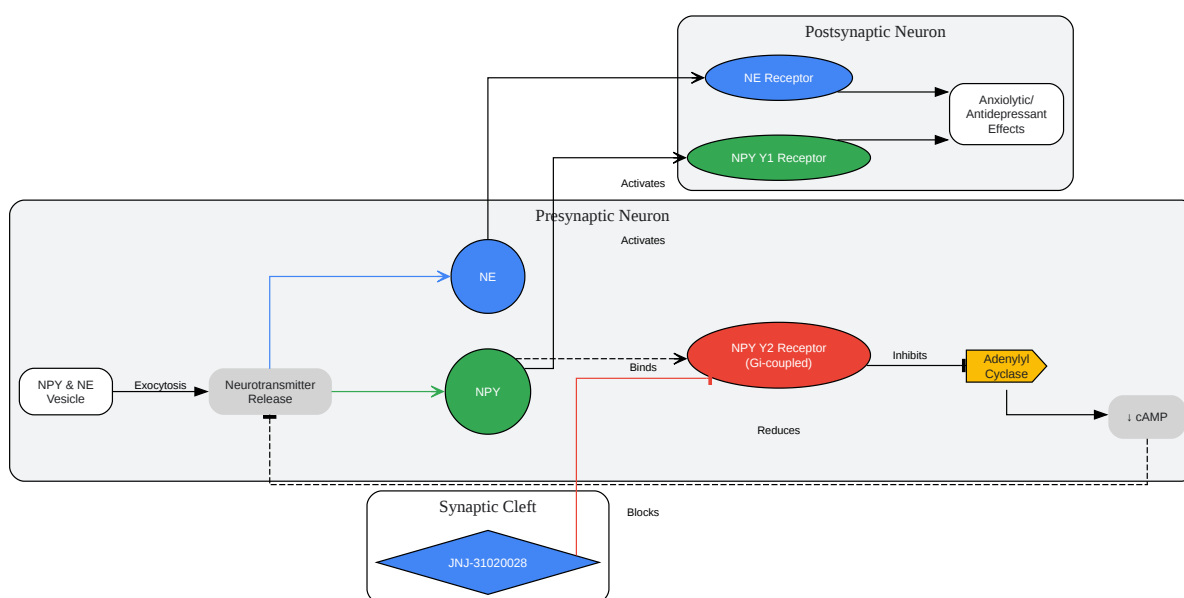 Postsynaptic Neuron
NE Receptor
Anxiolytic/
Antidepressant
Effects
NPY Y1 Receptor
Activates
Presynaptic Neuron
Activates
NE
NPY Y2 Receptor
(Gi-coupled)
Inhibits
Adenylyl
Cyclase
Binds
NPY & NE
Vesicle
Exocytosis
Neurotransmitter
Release
NPY
↓ cAMP
Reduces
Synaptic Cleft
Blocks
JNJ-31020028